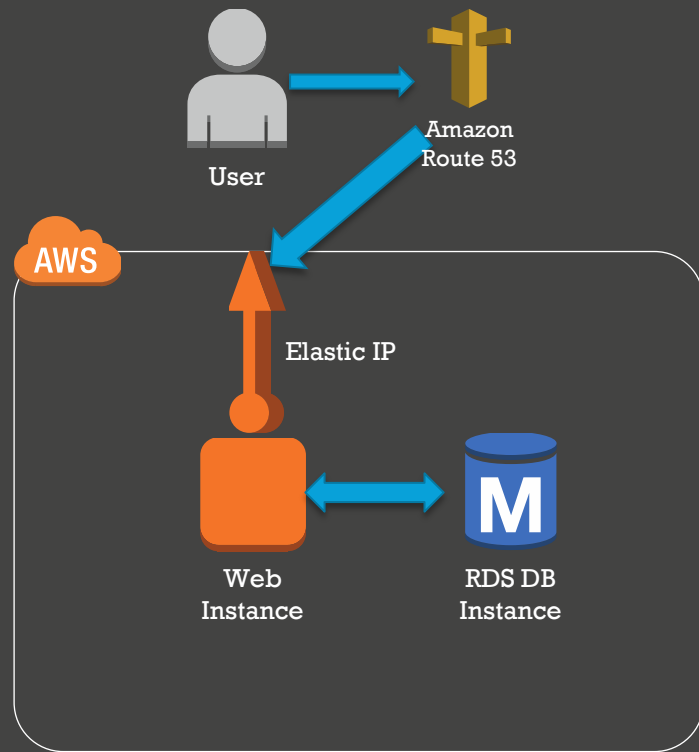 User
Amazon
Route 53
AWS
Elastic IP
M
Web
Instance
RDS DB
Instance